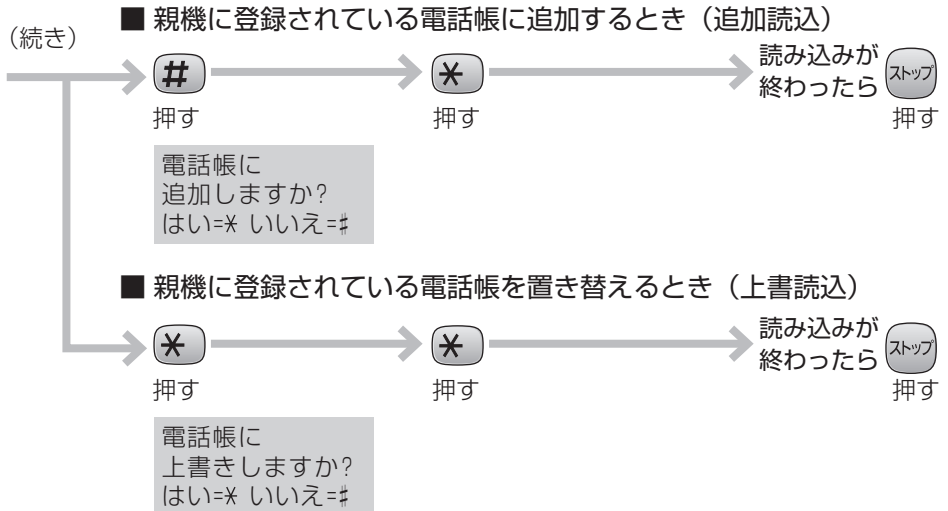 （続き）
■ 親機に登録されている電話帳に追加するとき（追加読込）
# 押す
* 押す
読み込みが
終わったら
ストップ
押す
電話帳に
追加しますか?
はい=* いいえ=#
■ 親機に登録されている電話帳を置き替えるとき（上書読込）
* 押す
* 押す
読み込みが
終わったら
ストップ
押す
電話帳に
上書きしますか?
はい=* いいえ=#